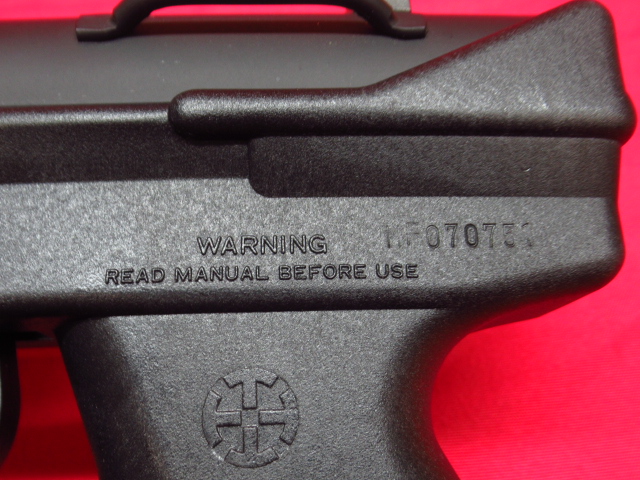 WARNING
READ MANUAL BEFORE USE